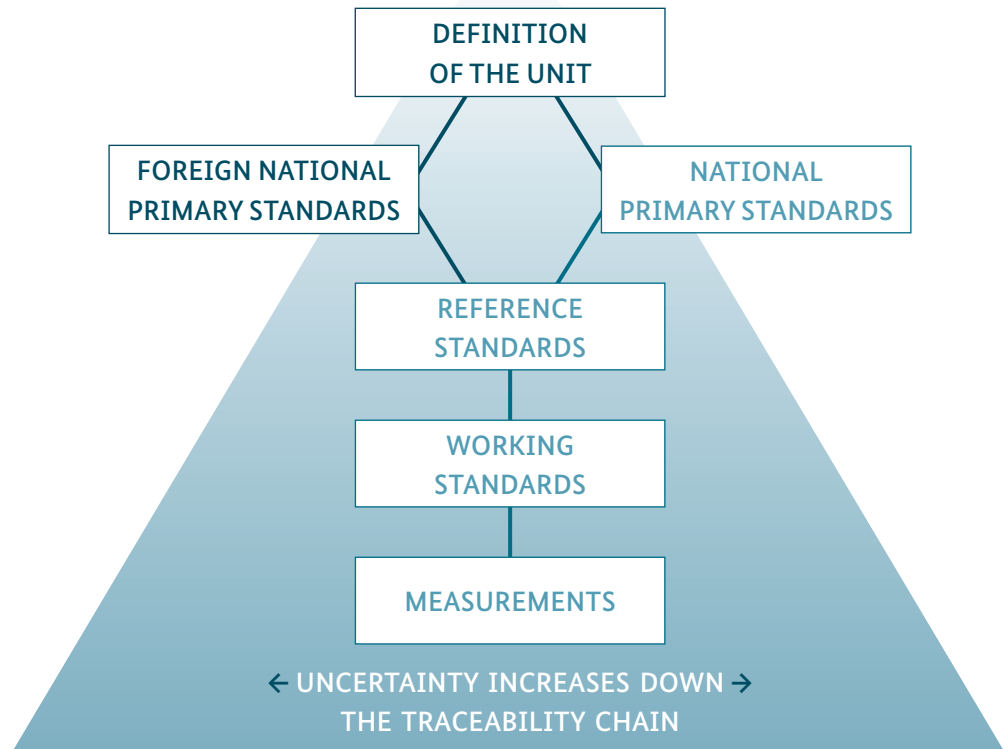 DEFINITION
OF THE UNIT
FOREIGN NATIONAL
PRIMARY STANDARDS
NATIONAL
PRIMARY STANDARDS
REFERENCE
STANDARDS
WORKING
STANDARDS
MEASUREMENTS
← UNCERTAINTY INCREASES DOWN →
THE TRACEABILITY CHAIN